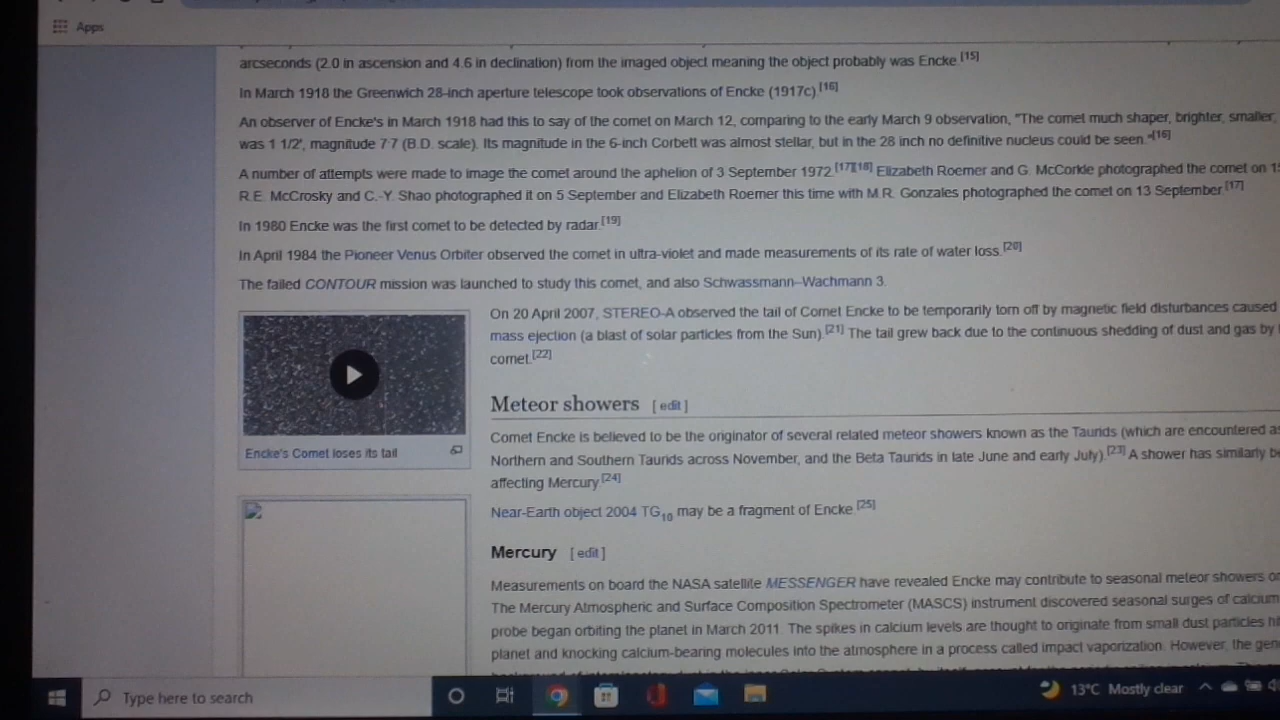 Apps
arcseconds (2.0 in ascension and 4.6 in declination) from the imaged object meaning the object probably was Encke.[15]
In March 1918 the Greenwich 28-inch aperture telescope took observations of Encke (1917c).[16]
An observer of Encke's in March 1918 had this to say of the comet on March 12, comparing to the early March 9 observation, "The comet much shaper, brighter, smaller;
was 1 1/2', magnitude 7·7 (B.D. scale). Its magnitude in the 6-inch Corbett was almost stellar, but in the 28 inch no definitive nucleus could be seen."[16]
A number of attempts were made to image the comet around the aphelion of 3 September 1972.[17][18] Elizabeth Roemer and G. McCorkle photographed the comet on
R.E. McCrosky and C.-Y. Shao photographed it on 5 September and Elizabeth Roemer this time with M.R. Gonzales photographed the comet on 13 September.[17]
In 1980 Encke was the first comet to be detected by radar.[19]
In April 1984 the Pioneer Venus Orbiter observed the comet in ultra-violet and made measurements of its rate of water loss.[20]
The failed CONTOUR mission was launched to study this comet, and also Schwassmann–Wachmann 3.
On 20 April 2007, STEREO-A observed the tail of Comet Encke to be temporarily torn off by magnetic field disturbances caused
mass ejection (a blast of solar particles from the Sun).[21] The tail grew back due to the continuous shedding of dust and gas by
comet.[22]
Encke's Comet loses its tail
Meteor showers [ edit ]
Comet Encke is believed to be the originator of several related meteor showers known as the Taurids (which are encountered as
Northern and Southern Taurids across November, and the Beta Taurids in late June and early July).[23] A shower has similarly
affecting Mercury.[24]
Near-Earth object 2004 TG10 may be a fragment of Encke.[25]
Mercury [ edit ]
Measurements on board the NASA satellite MESSENGER have revealed Encke may contribute to seasonal meteor showers on
The Mercury Atmospheric and Surface Composition Spectrometer (MASCS) instrument discovered seasonal surges of calcium
probe began orbiting the planet in March 2011. The spikes in calcium levels are thought to originate from small dust particles
planet and knocking calcium-bearing molecules into the atmosphere in a process called impact vaporization. However, the
Type here to search
13°C Mostly clear